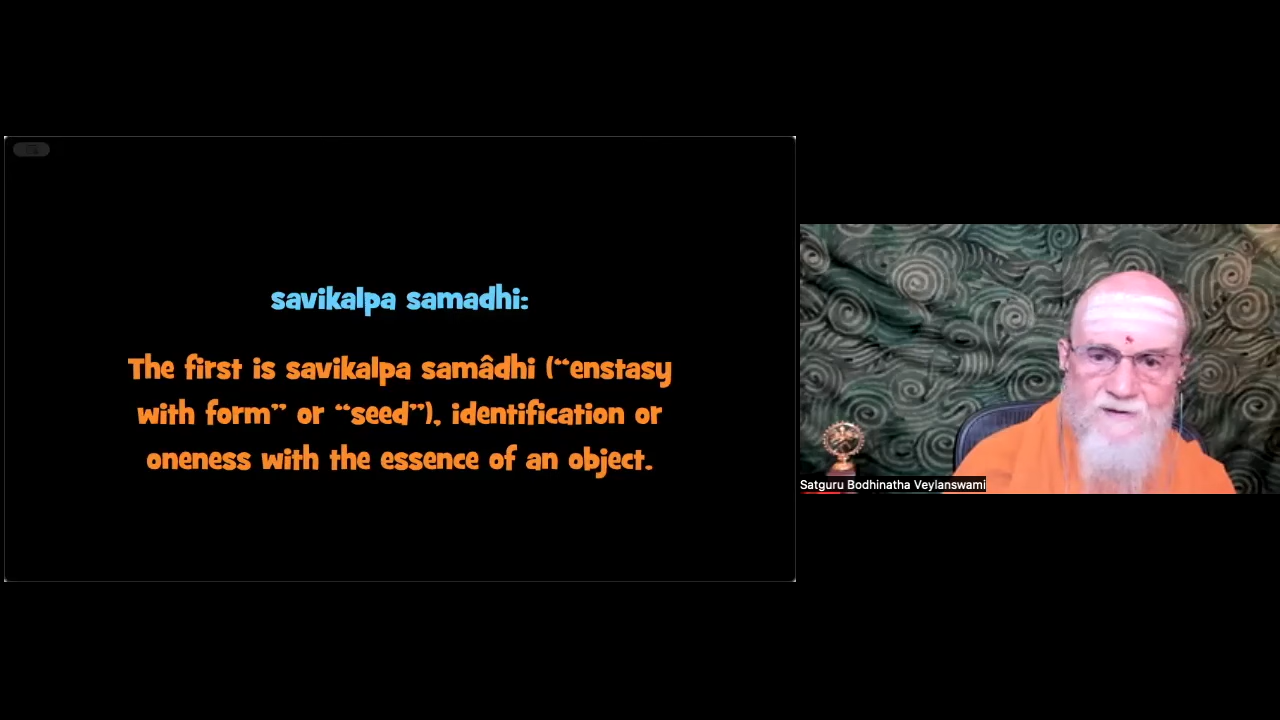 savikalpa samadhi:
The first is savikalpa samâdhi (“enstasy
with form” or “seed”), identification or
oneness with the essence of an object.
Satguru Bodhinatha Veylanswami